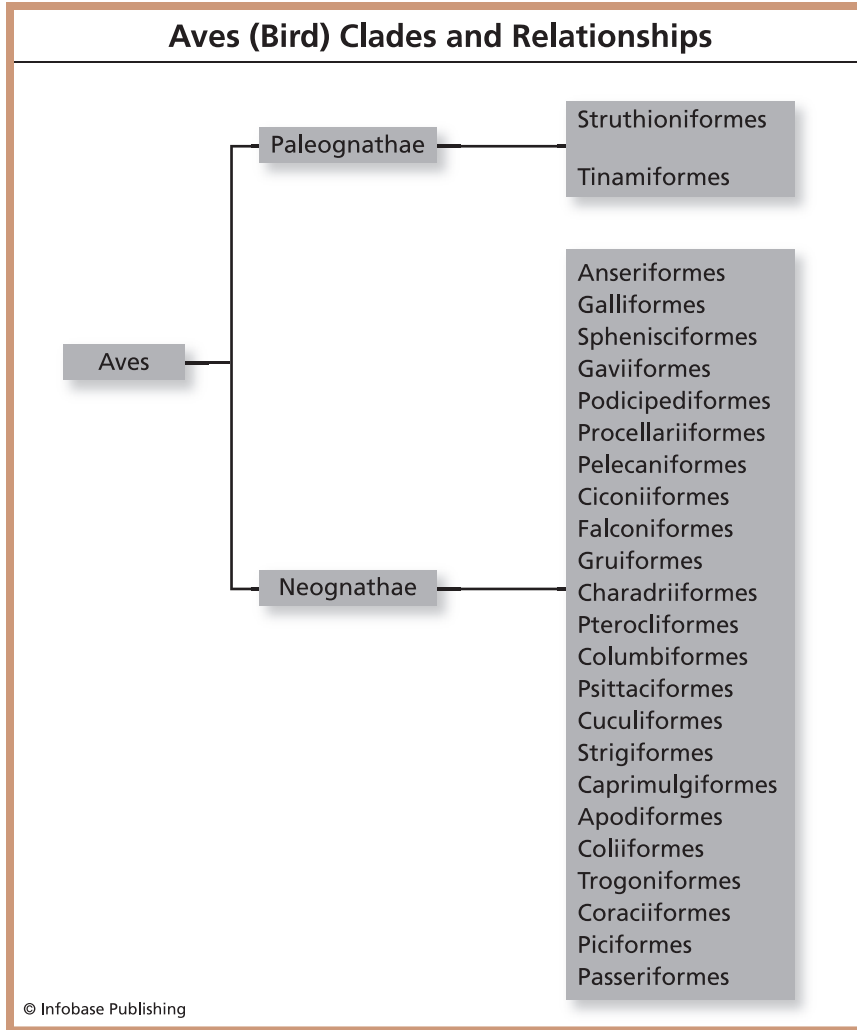 Aves (Bird) Clades and Relationships
Paleognathae
Struthioniformes
Tinamiformes
Aves
Neognathae
Anseriformes
Galliformes
Sphenisciformes
Gaviiformes
Podicipediformes
Procellariiformes
Pelecaniformes
Ciconiiformes
Falconiformes
Gruiformes
Charadriiformes
Pterocliformes
Columbiformes
Psittaciformes
Cuculiformes
Strigiformes
Caprimulgiformes
Apodiformes
Coliiformes
Trogoniformes
Coraciiformes
Piciformes
Passeriformes
© Infobase Publishing